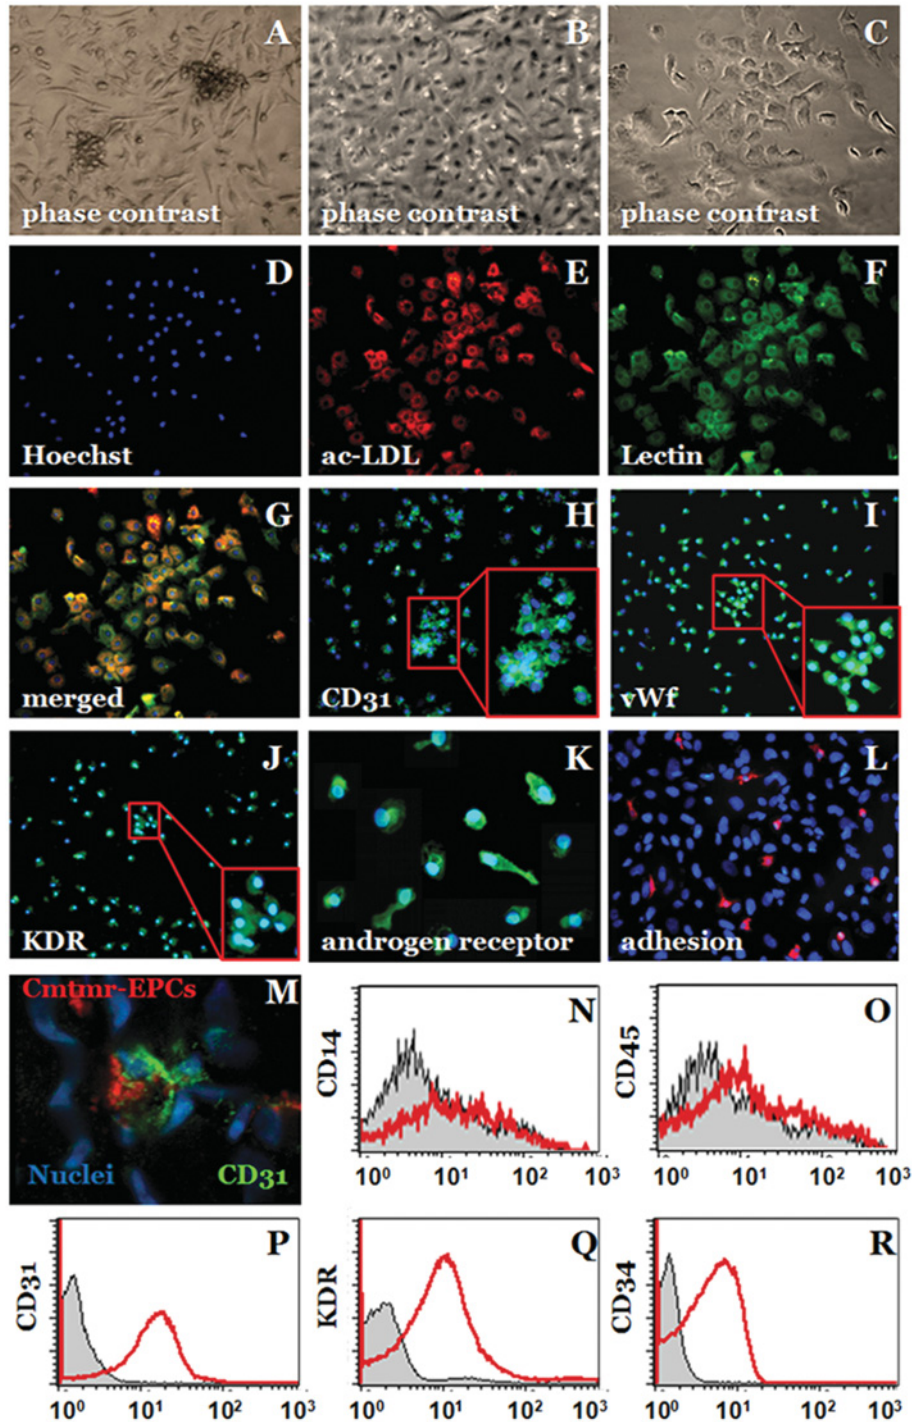 A
phase contrast
B
phase contrast
C
phase contrast
D
Hoechst
E
ac-LDL
F
Lectin
G
merged
H
CD31
I
vWf
J
KDR
K
androgen receptor
L
adhesion
Cmtmr-EPCs
M
Nuclei
CD31
N
CD14
10⁰ 10¹ 10² 10³
O
CD45
10⁰ 10¹ 10² 10³
P
CD31
10⁰ 10¹ 10² 10³
Q
KDR
10⁰ 10¹ 10² 10³
R
CD34
10⁰ 10¹ 10² 10³